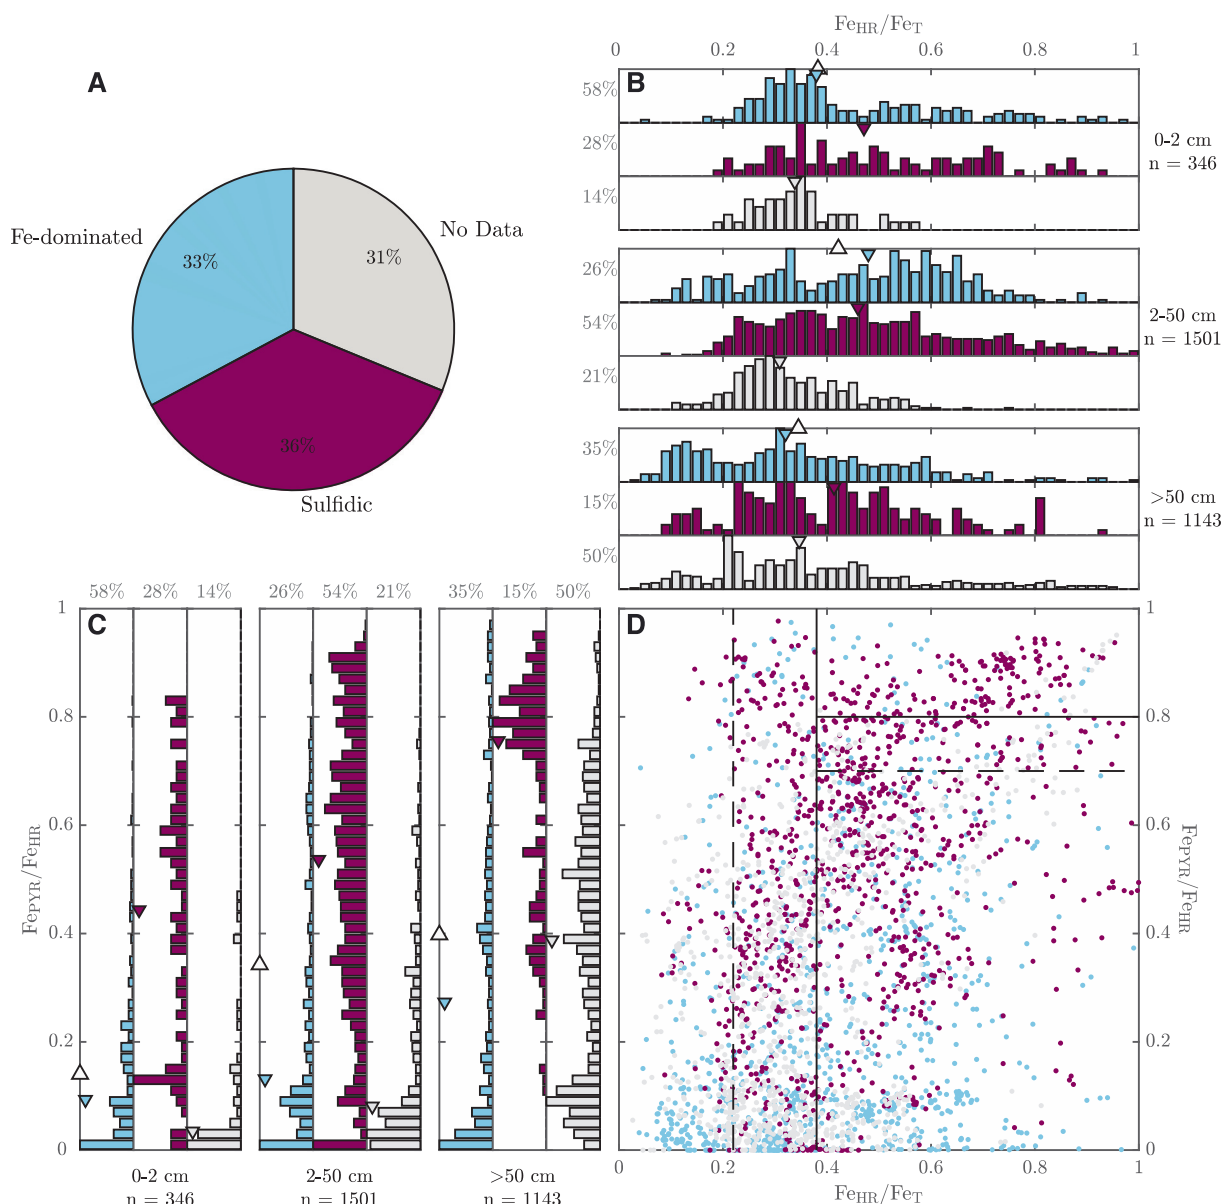 Fe_HR/Fe_T
0 0.2 0.4 0.6 0.8 1
A
Fe-dominated
33%
No Data
31%
36%
Sulfidic
B
58%
28%
14%
0-2 cm
n = 346
26%
54%
21%
2-50 cm
n = 1501
35%
15%
50%
>50 cm
n = 1143
58% 28% 14% 26% 54% 21% 35% 15% 50%
C
1
0.8
0.6
0.4
0.2
0
Fe_PYR/Fe_HR
0-2 cm
n = 346
2-50 cm
n = 1501
>50 cm
n = 1143
D
1
0.8
0.6
0.4
0.2
0
Fe_PYR/Fe_HR
0 0.2 0.4 0.6 0.8 1
Fe_HR/Fe_T